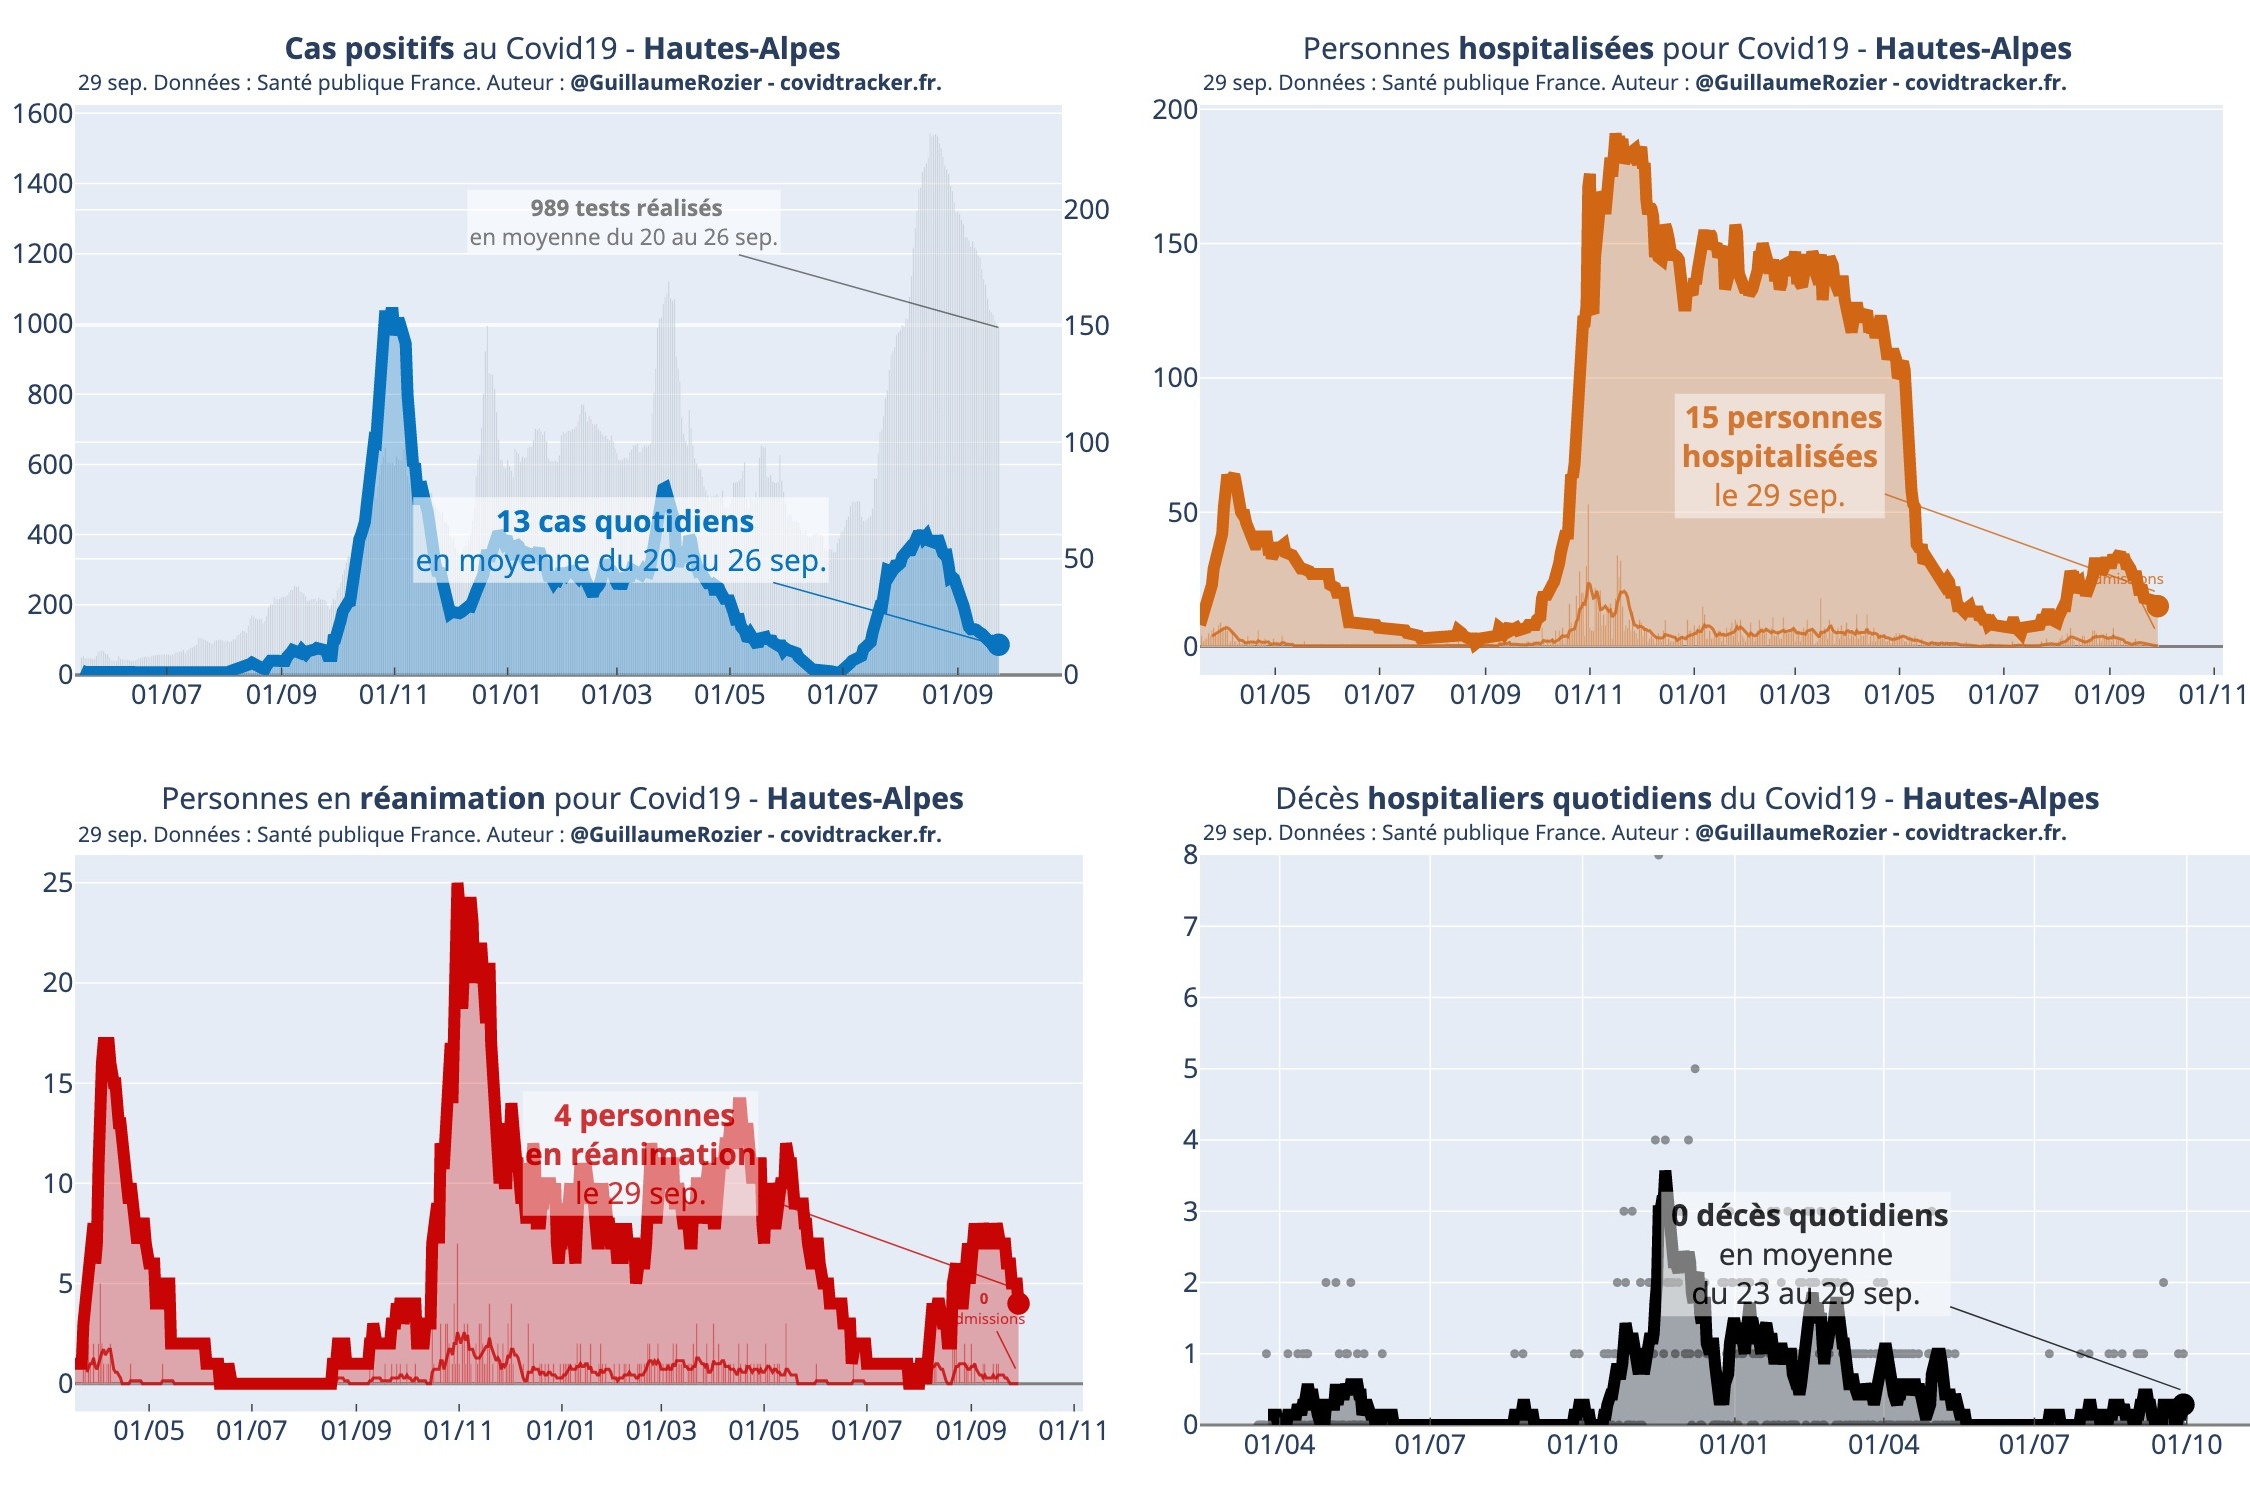 Cas positifs au Covid19 - Hautes-Alpes
29 sep. Données : Santé publique France. Auteur : @GuillaumeRozier - covidtracker.fr.
1600
1400
1200
1000
800
600
400
200
0
200
150
100
50
0
989 tests réalisés
en moyenne du 20 au 26 sep.
13 cas quotidiens
en moyenne du 20 au 26 sep.
01/07 01/09 01/11 01/01 01/03 01/05 01/07 01/09
Personnes hospitalisées pour Covid19 - Hautes-Alpes
29 sep. Données : Santé publique France. Auteur : @GuillaumeRozier - covidtracker.fr.
200
150
100
50
0
15 personnes
hospitalisées
le 29 sep.
01/05 01/07 01/09 01/11 01/01 01/03 01/05 01/07 01/09 01/11
Personnes en réanimation pour Covid19 - Hautes-Alpes
29 sep. Données : Santé publique France. Auteur : @GuillaumeRozier - covidtracker.fr.
25
20
15
10
5
0
4 personnes
en réanimation
le 29 sep.
0
dmissions
01/05 01/07 01/09 01/11 01/01 01/03 01/05 01/07 01/09 01/11
Décès hospitaliers quotidiens du Covid19 - Hautes-Alpes
29 sep. Données : Santé publique France. Auteur : @GuillaumeRozier - covidtracker.fr.
8
7
6
5
4
3
2
1
0
0 décès quotidiens
en moyenne
du 23 au 29 sep.
01/04 01/07 01/10 01/01 01/04 01/07 01/10